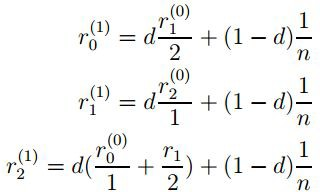 r_0^{(1)} = d\frac{r_1^{(0)}}{2} + (1 - d)\frac{1}{n}
r_1^{(1)} = d\frac{r_2^{(0)}}{1} + (1 - d)\frac{1}{n}
r_2^{(1)} = d(\frac{r_0^{(0)}}{1} + \frac{r_1}{2}) + (1 - d)\frac{1}{n}